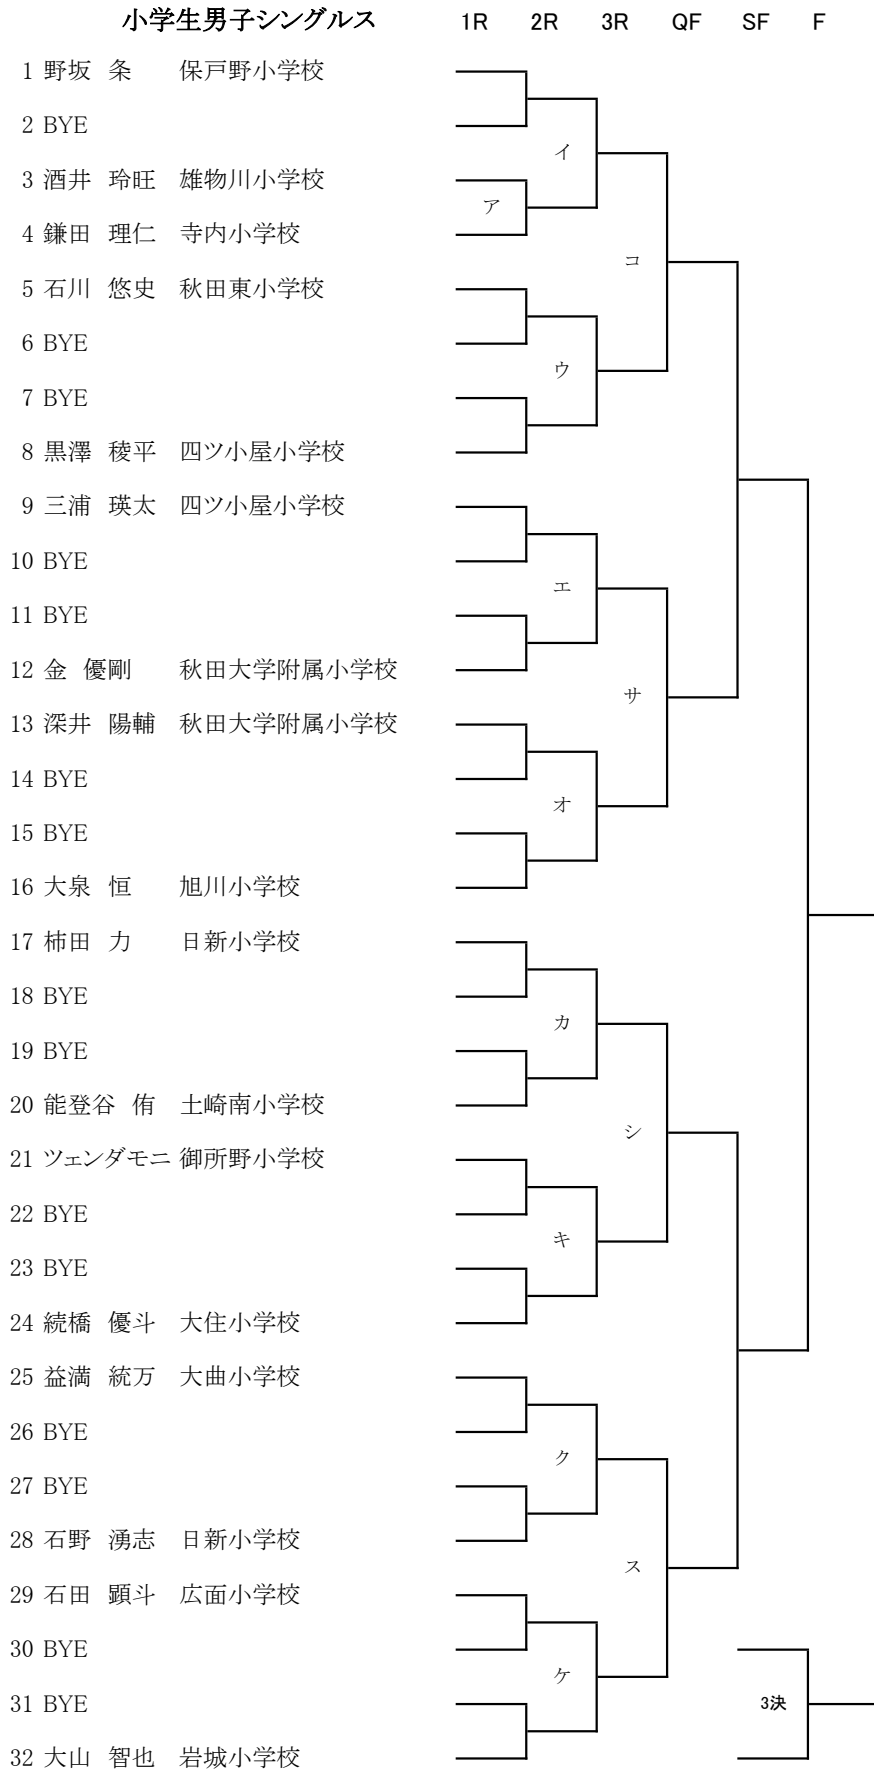 小学生男子シングルス 1R 2R 3R QF SF F
1 野坂 条 保戸野小学校
2 BYE
イ
3 酒井 玲旺 雄物川小学校
ア
4 鎌田 理仁 寺内小学校
コ
5 石川 悠史 秋田東小学校
6 BYE
ウ
7 BYE
8 黒澤 稜平 四ツ小屋小学校
9 三浦 瑛太 四ツ小屋小学校
10 BYE
エ
11 BYE
12 金 優剛 秋田大学附属小学校
サ
13 深井 陽輔 秋田大学附属小学校
14 BYE
オ
15 BYE
16 大泉 恒 旭川小学校
17 柿田 力 日新小学校
18 BYE
カ
19 BYE
20 能登谷 侑 土崎南小学校
シ
21 ツェンダモニ 御所野小学校
22 BYE
キ
23 BYE
24 続橋 優斗 大住小学校
25 益満 統万 大曲小学校
26 BYE
ク
27 BYE
28 石野 湧志 日新小学校
ス
29 石田 顕斗 広面小学校
30 BYE
ケ
31 BYE 3決
32 大山 智也 岩城小学校